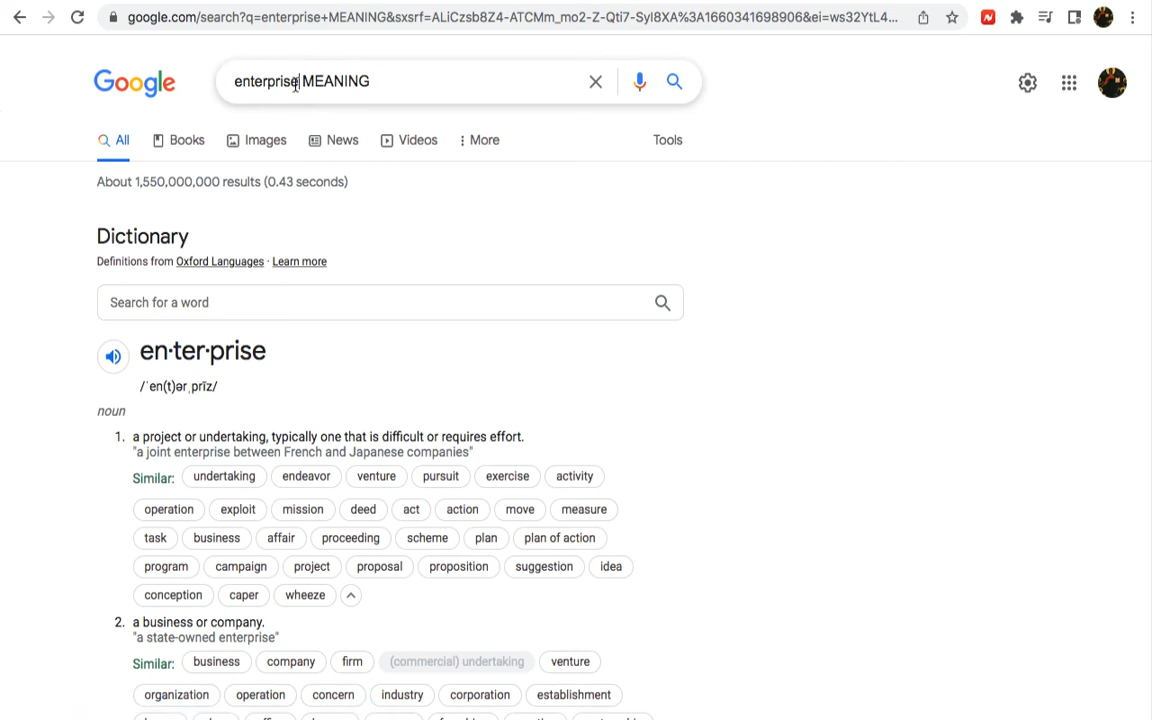 google.com/search?q=enterprise+MEANING&sxsrf=ALiCzsb8Z4-ATCMm_mo2-Z-Qti7-SyI8XA%3A1660341698906&ei=ws32YtL4...
Google
enterprise MEANING
All Books Images News Videos More Tools
About 1,550,000,000 results (0.43 seconds)
Dictionary
Definitions from Oxford Languages · Learn more
Search for a word
en·ter·prise
/ˈen(t)ərˌprīz/
noun
1. a project or undertaking, typically one that is difficult or requires effort.
"a joint enterprise between French and Japanese companies"
Similar: undertaking endeavor venture pursuit exercise activity
operation exploit mission deed act action move measure
task business affair proceeding scheme plan plan of action
program campaign project proposal proposition suggestion idea
conception caper wheeze
2. a business or company.
"a state-owned enterprise"
Similar: business company firm (commercial) undertaking venture
organization operation concern industry corporation establishment